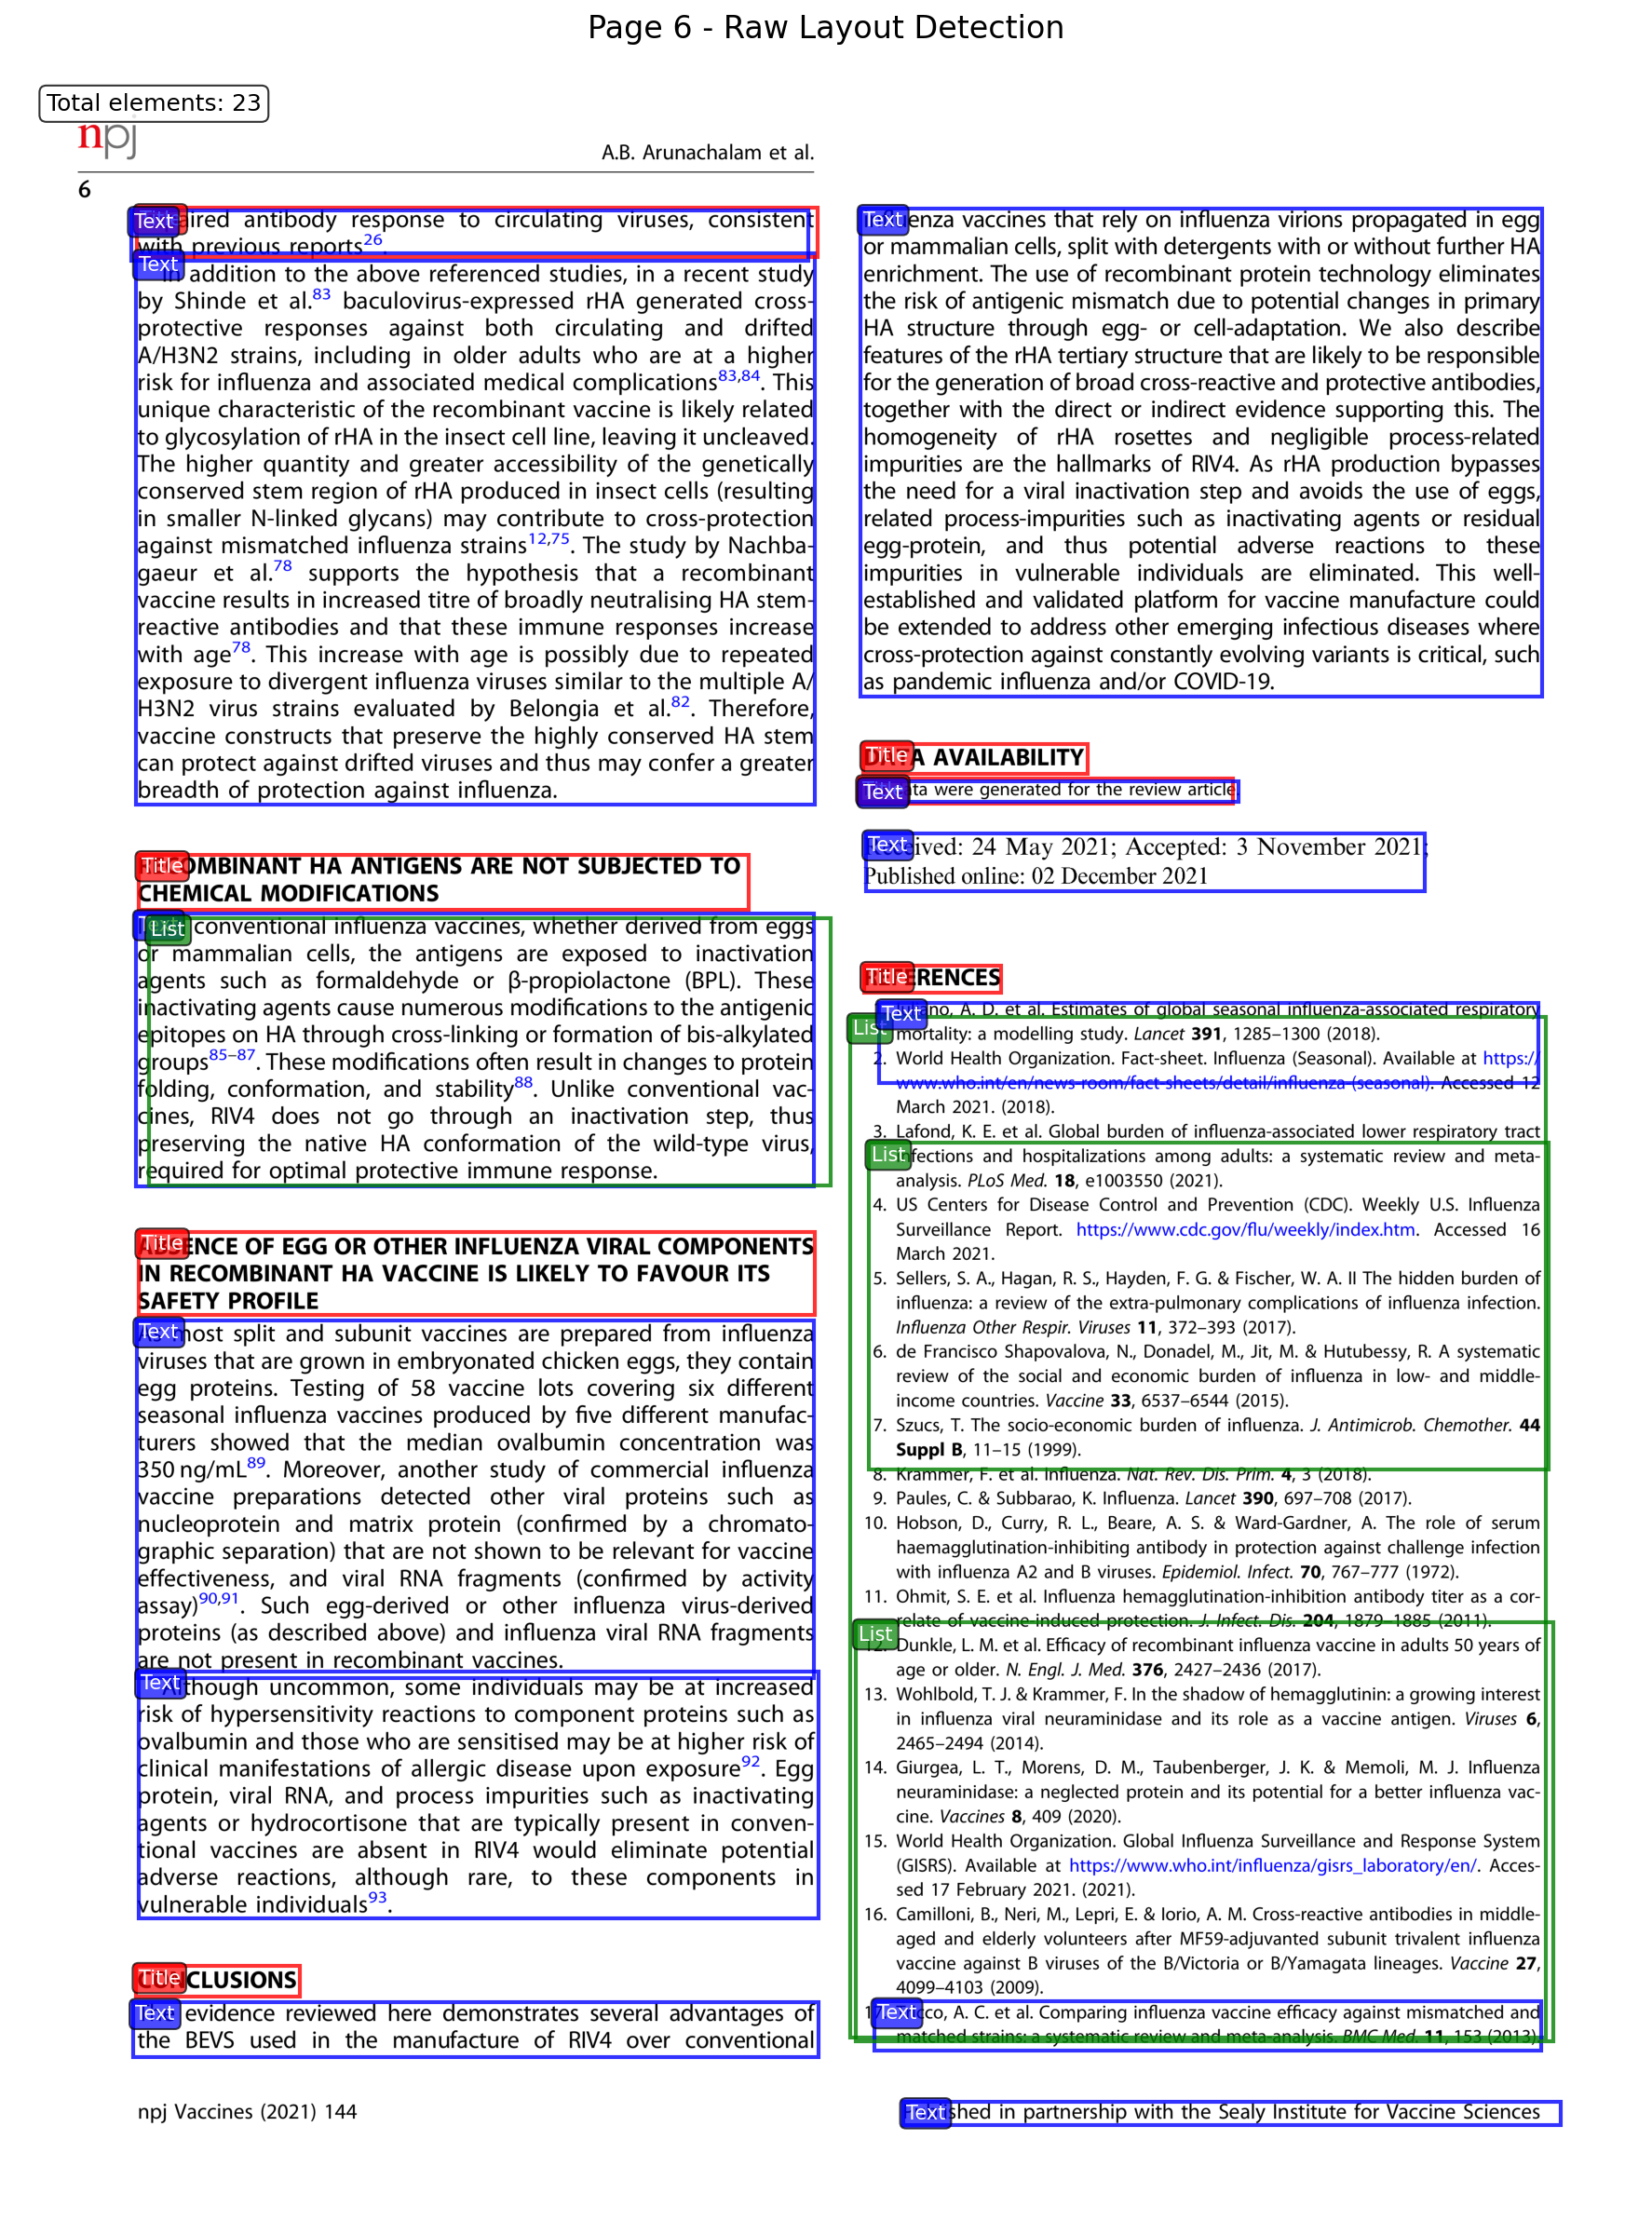 Page 6 - Raw Layout Detection
Total elements: 23
npj
A.B. Arunachalam et al.
6
Text
aired antibody response to circulating viruses, consistent
with previous reports26.
Text
In addition to the above referenced studies, in a recent study
by Shinde et al.83 baculovirus-expressed rHA generated cross-
protective responses against both circulating and drifted
A/H3N2 strains, including in older adults who are at a higher
risk for influenza and associated medical complications83,84. This
unique characteristic of the recombinant vaccine is likely related
to glycosylation of rHA in the insect cell line, leaving it uncleaved.
The higher quantity and greater accessibility of the genetically
conserved stem region of rHA produced in insect cells (resulting
in smaller N-linked glycans) may contribute to cross-protection
against mismatched influenza strains12,75. The study by Nachba-
gaeur et al.78 supports the hypothesis that a recombinant
vaccine results in increased titre of broadly neutralising HA stem-
reactive antibodies and that these immune responses increase
with age78. This increase with age is possibly due to repeated
exposure to divergent influenza viruses similar to the multiple A/
H3N2 virus strains evaluated by Belongia et al.82. Therefore,
vaccine constructs that preserve the highly conserved HA stem
can protect against drifted viruses and thus may confer a greater
breadth of protection against influenza.
Title
RECOMBINANT HA ANTIGENS ARE NOT SUBJECTED TO
CHEMICAL MODIFICATIONS
List
conventional influenza vaccines, whether derived from eggs
or mammalian cells, the antigens are exposed to inactivation
agents such as formaldehyde or β-propiolactone (BPL). These
inactivating agents cause numerous modifications to the antigenic
epitopes on HA through cross-linking or formation of bis-alkylated
groups85–87. These modifications often result in changes to protein
folding, conformation, and stability88. Unlike conventional vac-
cines, RIV4 does not go through an inactivation step, thus
preserving the native HA conformation of the wild-type virus,
required for optimal protective immune response.
Title
ABSENCE OF EGG OR OTHER INFLUENZA VIRAL COMPONENTS
IN RECOMBINANT HA VACCINE IS LIKELY TO FAVOUR ITS
SAFETY PROFILE
Text
As most split and subunit vaccines are prepared from influenza
viruses that are grown in embryonated chicken eggs, they contain
egg proteins. Testing of 58 vaccine lots covering six different
seasonal influenza vaccines produced by five different manufac-
turers showed that the median ovalbumin concentration was
350 ng/mL89. Moreover, another study of commercial influenza
vaccine preparations detected other viral proteins such as
nucleoprotein and matrix protein (confirmed by a chromato-
graphic separation) that are not shown to be relevant for vaccine
effectiveness, and viral RNA fragments (confirmed by activity
assay)90,91. Such egg-derived or other influenza virus-derived
proteins (as described above) and influenza viral RNA fragments
are not present in recombinant vaccines.
Text
Although uncommon, some individuals may be at increased
risk of hypersensitivity reactions to component proteins such as
ovalbumin and those who are sensitised may be at higher risk of
clinical manifestations of allergic disease upon exposure92. Egg
protein, viral RNA, and process impurities such as inactivating
agents or hydrocortisone that are typically present in conven-
tional vaccines are absent in RIV4 would eliminate potential
adverse reactions, although rare, to these components in
vulnerable individuals93.
Title
CONCLUSIONS
Text
evidence reviewed here demonstrates several advantages of
the BEVS used in the manufacture of RIV4 over conventional
Text
influenza vaccines that rely on influenza virions propagated in egg
or mammalian cells, split with detergents with or without further HA
enrichment. The use of recombinant protein technology eliminates
the risk of antigenic mismatch due to potential changes in primary
HA structure through egg- or cell-adaptation. We also describe
features of the rHA tertiary structure that are likely to be responsible
for the generation of broad cross-reactive and protective antibodies,
together with the direct or indirect evidence supporting this. The
homogeneity of rHA rosettes and negligible process-related
impurities are the hallmarks of RIV4. As rHA production bypasses
the need for a viral inactivation step and avoids the use of eggs,
related process-impurities such as inactivating agents or residual
egg-protein, and thus potential adverse reactions to these
impurities in vulnerable individuals are eliminated. This well-
established and validated platform for vaccine manufacture could
be extended to address other emerging infectious diseases where
cross-protection against constantly evolving variants is critical, such
as pandemic influenza and/or COVID-19.
Title
DATA AVAILABILITY
Text
data were generated for the review article.
Text
Received: 24 May 2021; Accepted: 3 November 2021;
Published online: 02 December 2021
Title
REFERENCES
Text
Iuliano, A. D. et al. Estimates of global seasonal influenza-associated respiratory
List
mortality: a modelling study. Lancet 391, 1285–1300 (2018).
2. World Health Organization. Fact-sheet. Influenza (Seasonal). Available at https://
www.who.int/en/news-room/fact-sheets/detail/influenza-(seasonal). Accessed 12
March 2021. (2018).
3. Lafond, K. E. et al. Global burden of influenza-associated lower respiratory tract
List
infections and hospitalizations among adults: a systematic review and meta-
analysis. PLoS Med. 18, e1003550 (2021).
4. US Centers for Disease Control and Prevention (CDC). Weekly U.S. Influenza
Surveillance Report. https://www.cdc.gov/flu/weekly/index.htm. Accessed 16
March 2021.
5. Sellers, S. A., Hagan, R. S., Hayden, F. G. & Fischer, W. A. II The hidden burden of
influenza: a review of the extra-pulmonary complications of influenza infection.
Influenza Other Respir. Viruses 11, 372–393 (2017).
6. de Francisco Shapovalova, N., Donadel, M., Jit, M. & Hutubessy, R. A systematic
review of the social and economic burden of influenza in low- and middle-
income countries. Vaccine 33, 6537–6544 (2015).
7. Szucs, T. The socio-economic burden of influenza. J. Antimicrob. Chemother. 44
Suppl B, 11–15 (1999).
8. Krammer, F. et al. Influenza. Nat. Rev. Dis. Prim. 4, 3 (2018).
9. Paules, C. & Subbarao, K. Influenza. Lancet 390, 697–708 (2017).
10. Hobson, D., Curry, R. L., Beare, A. S. & Ward-Gardner, A. The role of serum
haemagglutination-inhibiting antibody in protection against challenge infection
with influenza A2 and B viruses. Epidemiol. Infect. 70, 767–777 (1972).
11. Ohmit, S. E. et al. Influenza hemagglutination-inhibition antibody titer as a cor-
relate of vaccine-induced protection. J. Infect. Dis. 204, 1879–1885 (2011).
List
12. Dunkle, L. M. et al. Efficacy of recombinant influenza vaccine in adults 50 years of
age or older. N. Engl. J. Med. 376, 2427–2436 (2017).
13. Wohlbold, T. J. & Krammer, F. In the shadow of hemagglutinin: a growing interest
in influenza viral neuraminidase and its role as a vaccine antigen. Viruses 6,
2465–2494 (2014).
14. Giurgea, L. T., Morens, D. M., Taubenberger, J. K. & Memoli, M. J. Influenza
neuraminidase: a neglected protein and its potential for a better influenza vac-
cine. Vaccines 8, 409 (2020).
15. World Health Organization. Global Influenza Surveillance and Response System
(GISRS). Available at https://www.who.int/influenza/gisrs_laboratory/en/. Acces-
sed 17 February 2021. (2021).
16. Camilloni, B., Neri, M., Lepri, E. & Iorio, A. M. Cross-reactive antibodies in middle-
aged and elderly volunteers after MF59-adjuvanted subunit trivalent influenza
vaccine against B viruses of the B/Victoria or B/Yamagata lineages. Vaccine 27,
4099–4103 (2009).
Text
Tricco, A. C. et al. Comparing influenza vaccine efficacy against mismatched and
matched strains: a systematic review and meta-analysis. BMC Med. 11, 153 (2013).
npj Vaccines (2021) 144
Text
Published in partnership with the Sealy Institute for Vaccine Sciences